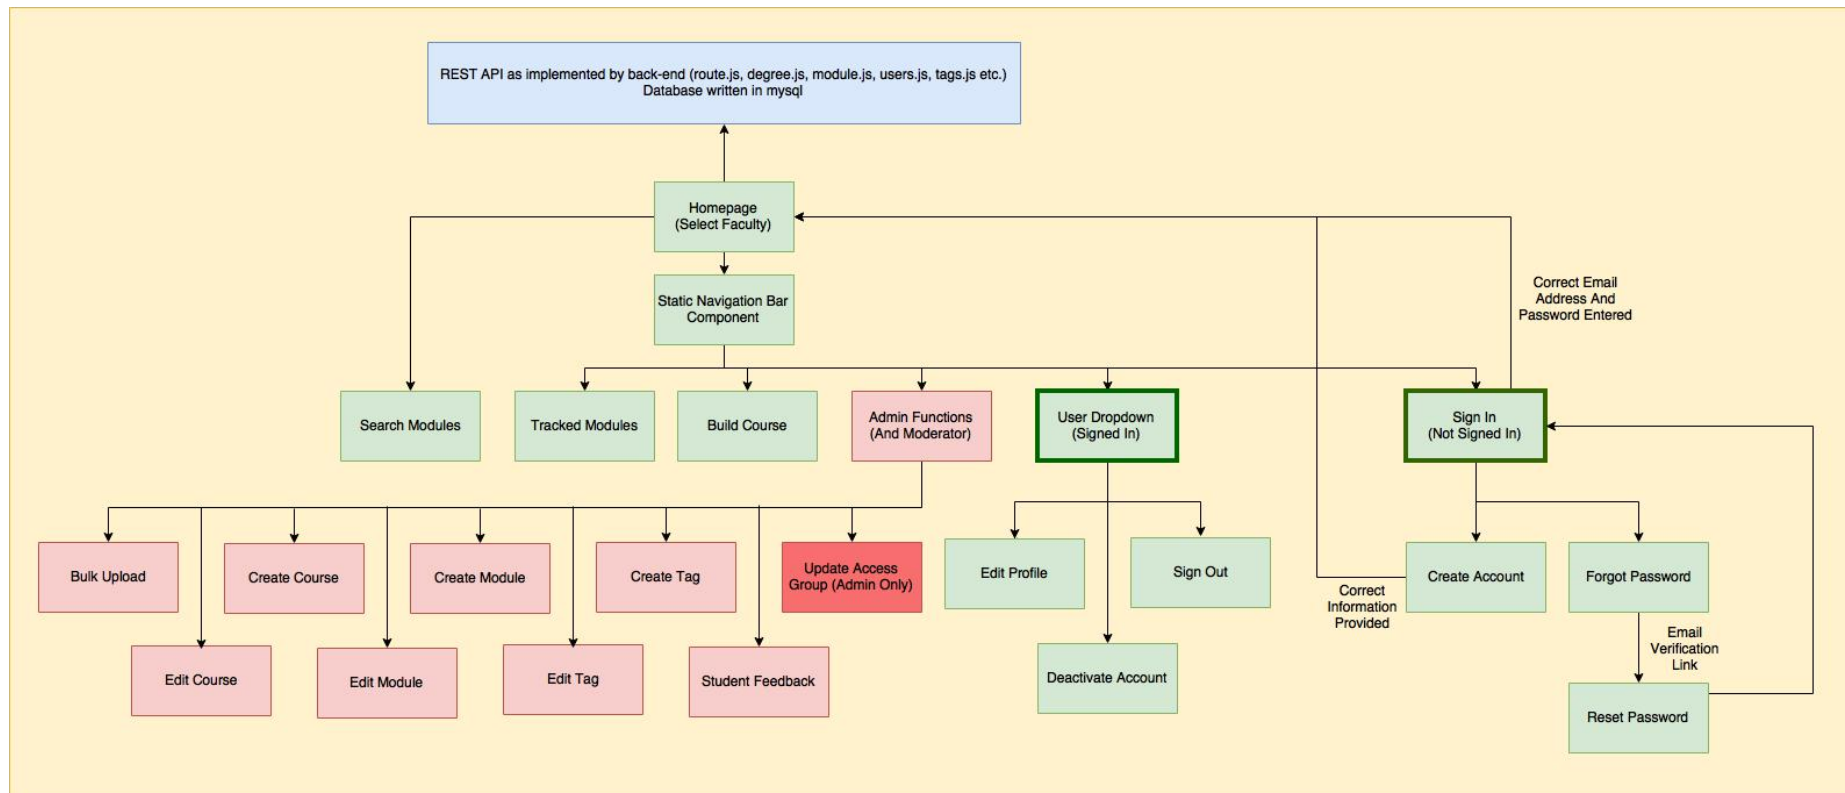 REST API as implemented by back-end (route.js, degree.js, module.js, users.js, tags.js etc.)
Database written in mysql
Homepage
(Select Faculty)
Static Navigation Bar
Component
Correct Email
Address And
Password Entered
Search Modules
Tracked Modules
Build Course
Admin Functions
(And Moderator)
User Dropdown
(Signed In)
Sign In
(Not Signed In)
Bulk Upload
Create Course
Create Module
Create Tag
Update Access
Group (Admin Only)
Edit Profile
Sign Out
Create Account
Forgot Password
Correct
Information
Provided
Email
Verification
Link
Edit Course
Edit Module
Edit Tag
Student Feedback
Deactivate Account
Reset Password